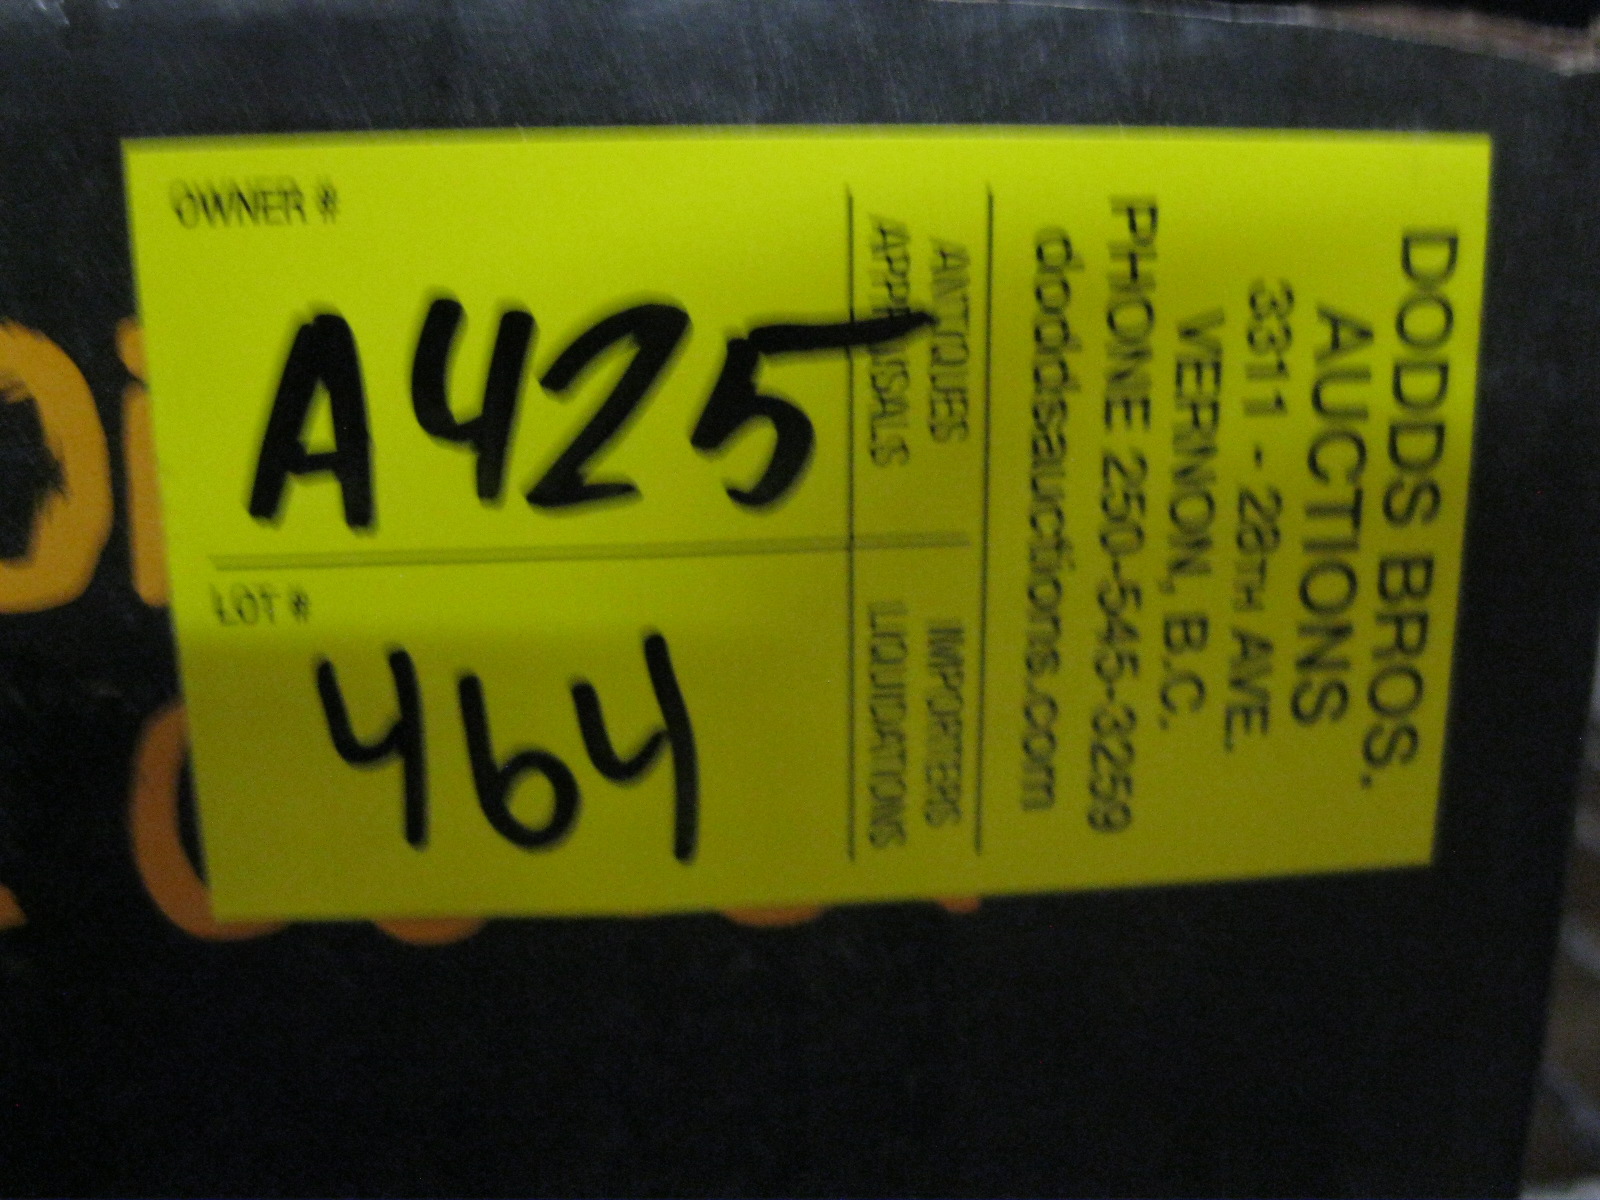 OWNER #
A425
LOT #
464
ANTIQUES
APPRAISALS
IMPORTERS
LIQUIDATIONS
DODDS BROS.
AUCTIONS
3311 - 28TH AVE.
VERNON, B.C.
PHONE 250-545-3259
doddsauctions.com